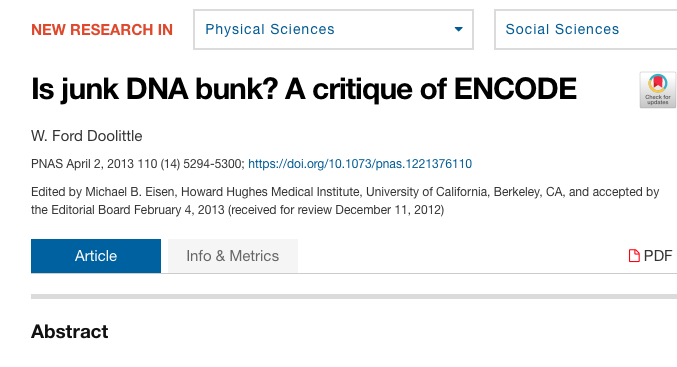 NEW RESEARCH IN
Physical Sciences
Social Sciences
Is junk DNA bunk? A critique of ENCODE
Check for
updates
W. Ford Doolittle
PNAS April 2, 2013 110 (14) 5294-5300; https://doi.org/10.1073/pnas.1221376110
Edited by Michael B. Eisen, Howard Hughes Medical Institute, University of California, Berkeley, CA, and accepted by
the Editorial Board February 4, 2013 (received for review December 11, 2012)
Article
Info & Metrics
PDF
Abstract